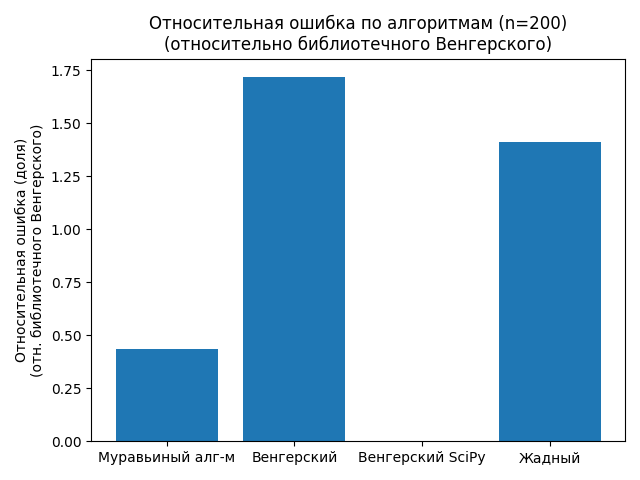 Относительная ошибка по алгоритмам (n=200)
(относительно библиотечного Венгерского)
Относительная ошибка (доля)
(отн. библиотечного Венгерского)
1.75
1.50
1.25
1.00
0.75
0.50
0.25
0.00
Муравьиный алг-м
Венгерский
Венгерский SciPy
Жадный